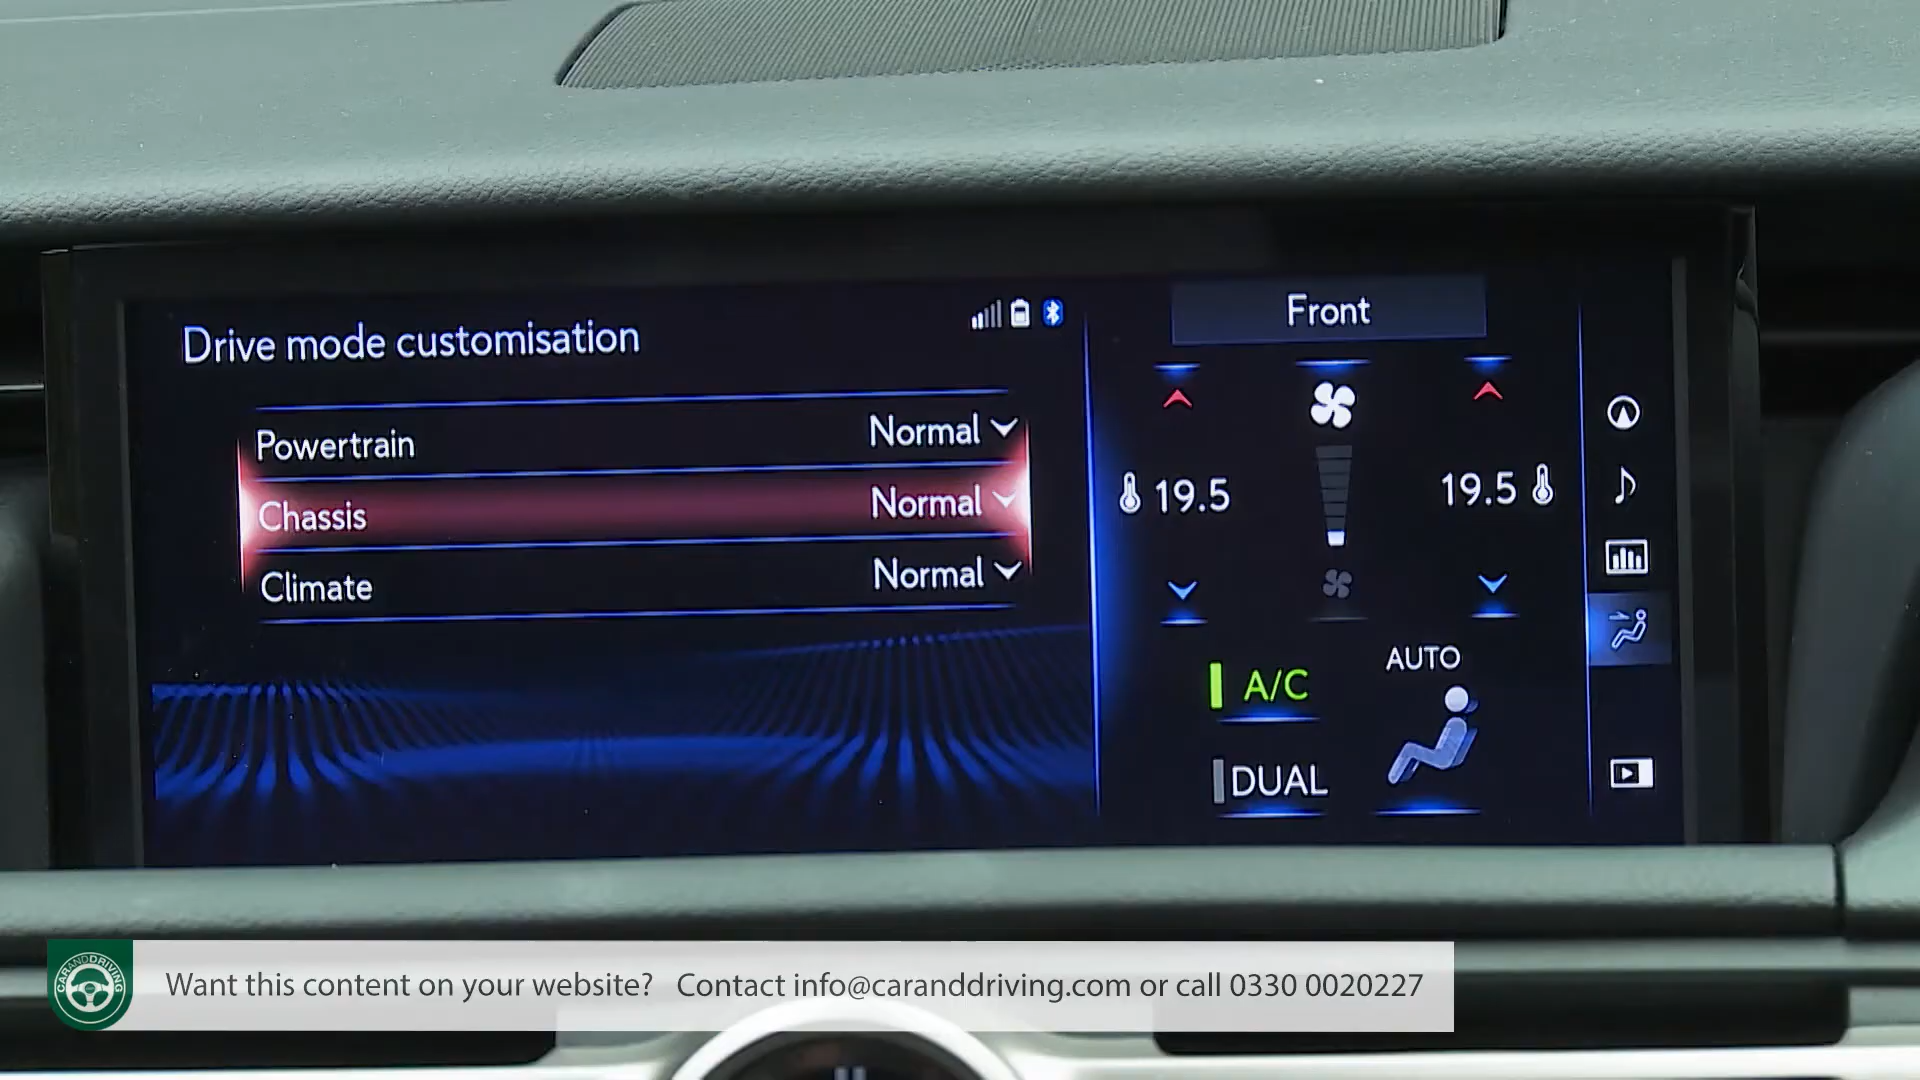 Front
Drive mode customisation
Powertrain Normal
Chassis Normal
Climate Normal
19.5 19.5
AUTO
A/C
DUAL
CARANDDRIVING
Want this content on your website? Contact info@caranddriving.com or call 0330 0020227